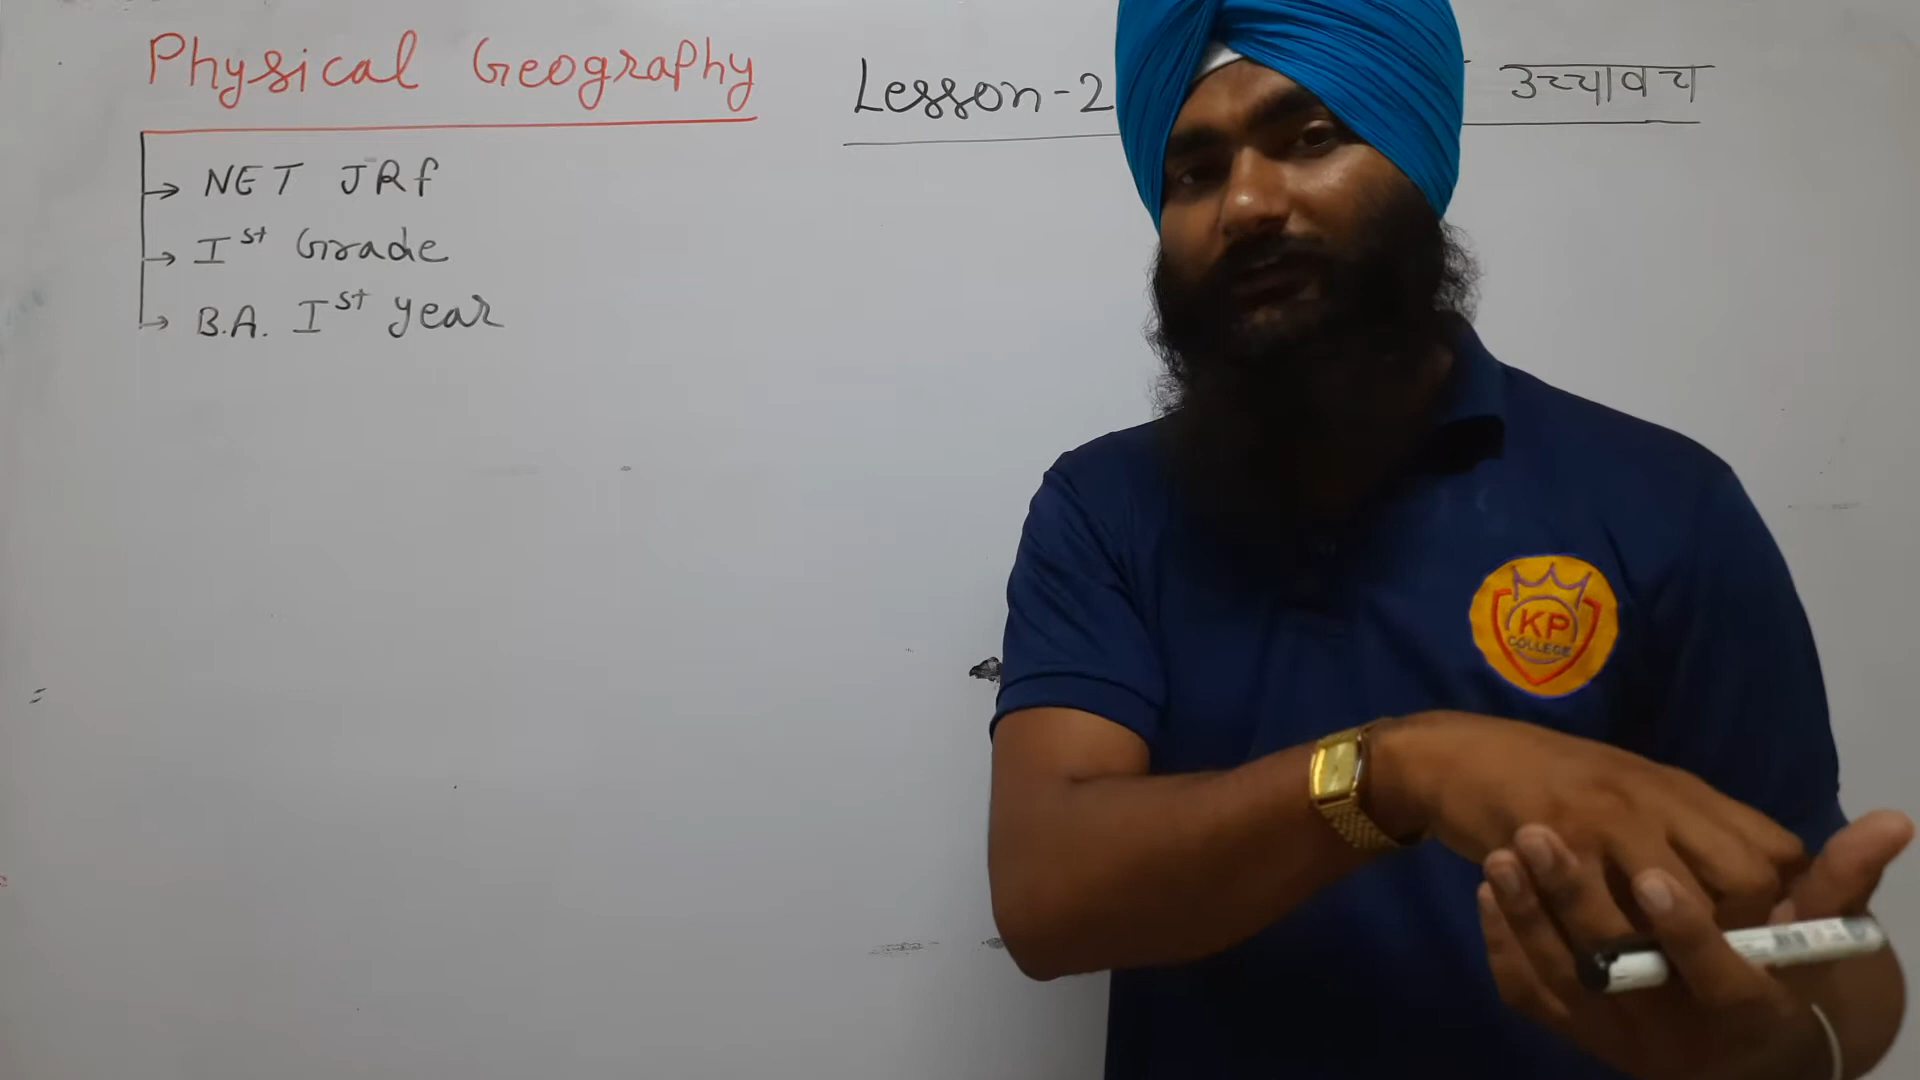 Physical Geography
Lesson-2 उच्चावच
→ NET JRf
→ Ist Grade
→ B.A. Ist year
KP
COLLEGE